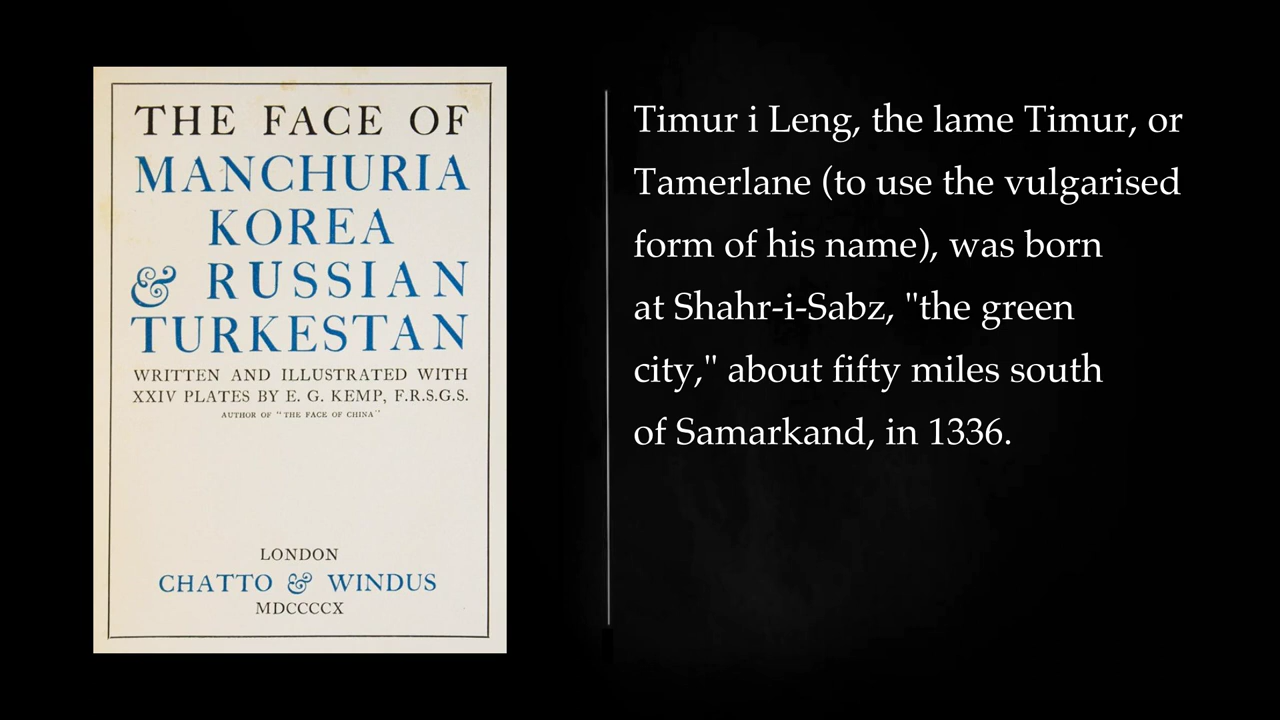 THE FACE OF
MANCHURIA
KOREA
& RUSSIAN
TURKESTAN
WRITTEN AND ILLUSTRATED WITH
XXIV PLATES BY E. G. KEMP, F.R.S.G.S.
AUTHOR OF "THE FACE OF CHINA"
LONDON
CHATTO & WINDUS
MDCCCCX
Timur i Leng, the lame Timur, or
Tamerlane (to use the vulgarised
form of his name), was born
at Shahr-i-Sabz, "the green
city," about fifty miles south
of Samarkand, in 1336.